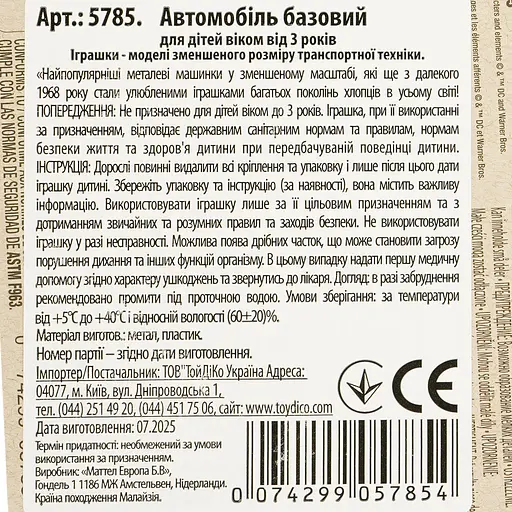 Арт.: 5785. Автомобіль базовий
для дітей віком від 3 років
Іграшки - моделі зменшеного розміру транспортної техніки.
«Найпопулярніші металеві машинки у зменшеному масштабі, які ще з далекого
1968 року стали улюбленими іграшками багатьох поколінь хлопців в усьому світі!
ПОПЕРЕДЖЕННЯ: Не призначено для дітей віком до 3 років. Іграшка, при її використанні
за призначенням, відповідає державним санітарним нормам та правилам, нормам
безпеки життя та здоров'я дитини при передбачуваній поведінці дитини.
ІНСТРУКЦІЯ: Дорослі повинні видалити всі кріплення та упаковку і лише після цього дати
іграшку дитині. Збережіть упаковку та інструкцію (за наявності), вона містить важливу
інформацію. Використовувати іграшку лише за її цільовим призначенням та з
дотриманням звичайних та розумних правил та заходів безпеки. Не використовувати
іграшку у разі несправності. Можлива поява дрібних часток, що може становити загрозу
порушення дихання та інших функцій організму. В цьому випадку надати першу медичну
допомогу згідно характеру ушкоджень та звернутись до лікаря. Догляд: в разі забруднення
рекомендовано промити під проточною водою. Умови зберігання: за температури
від +5°C до +40°C і відносній вологості (60±20)%.
Матеріал виготов.: метал, пластик.
Номер партії – згідно дати виготовлення.
Імпортер/Постачальник: ТОВ"ТойДіКо Україна Адреса:
04077, м. Київ, вул. Дніпроводська 1,
тел. (044) 251 49 20, (044) 422 76 05, сайт: www.toydico.com
Дата виготовлення: 07.2025
Термін придатності: необмежений за умови
використання за призначенням.
Виробник: «Маттел Європа Б.В»
Гондель 1 1186 МЖ Амстельвен, Нідерланди.
Країна походження Малайзія.
CE
0 074299 057854
CUMPLE CON LAS NORMAS DE SEGURIDAD DE ASTM F963.